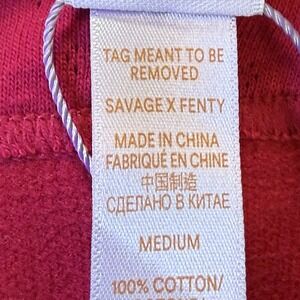 TAG MEANT TO BE
REMOVED
SAVAGE X FENTY
MADE IN CHINA
FABRIQUÉ EN CHINE
中国制造
СДЕЛАНО В КИТАЕ
MEDIUM
100% COTTON/